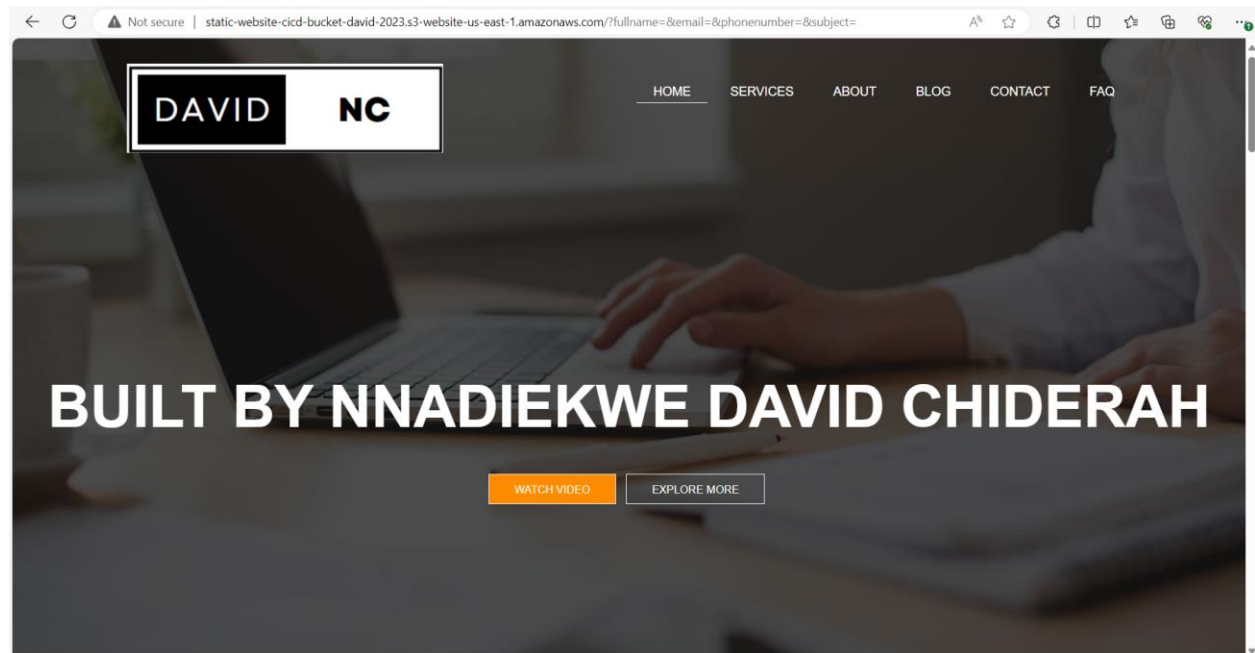 Not secure | static-website-cicd-bucket-david-2023.s3-website-us-east-1.amazonaws.com/?fullname=&email=&phonenumber=&subject=
DAVID NC
HOME SERVICES ABOUT BLOG CONTACT FAQ
BUILT BY NNADIEKWE DAVID CHIDERAH
WATCH VIDEO EXPLORE MORE